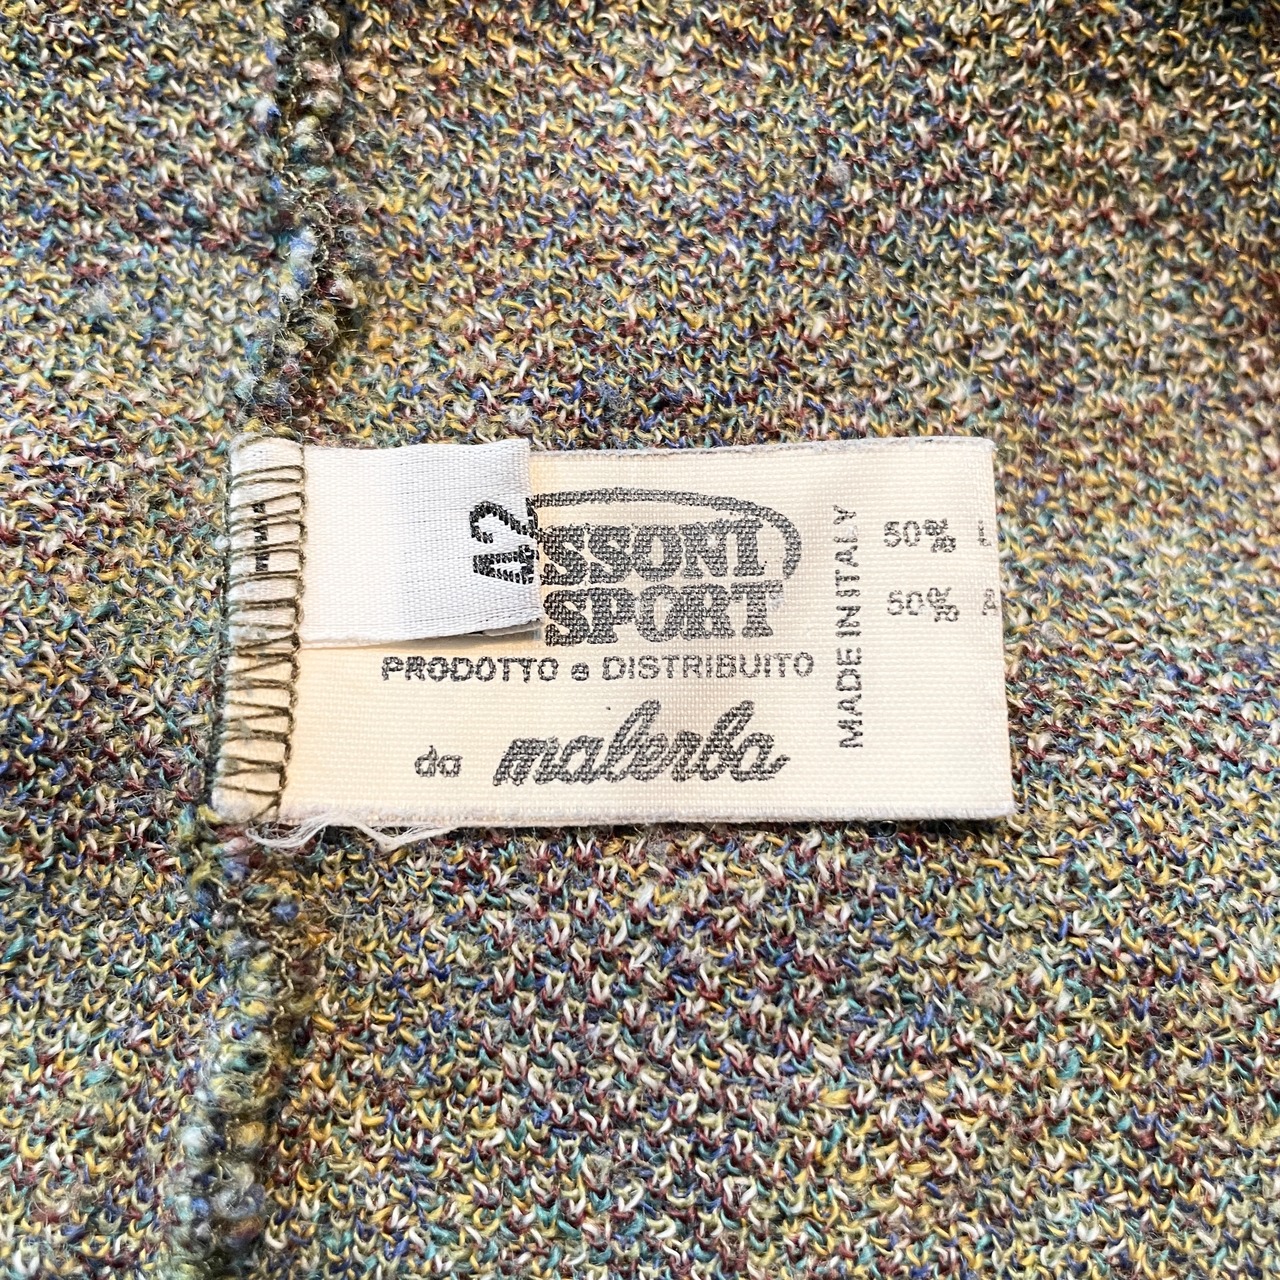 42
SSONI
SPORT
PRODOTTO e DISTRIBUITO
da malerba
MADE IN ITALY
50% L
50% A